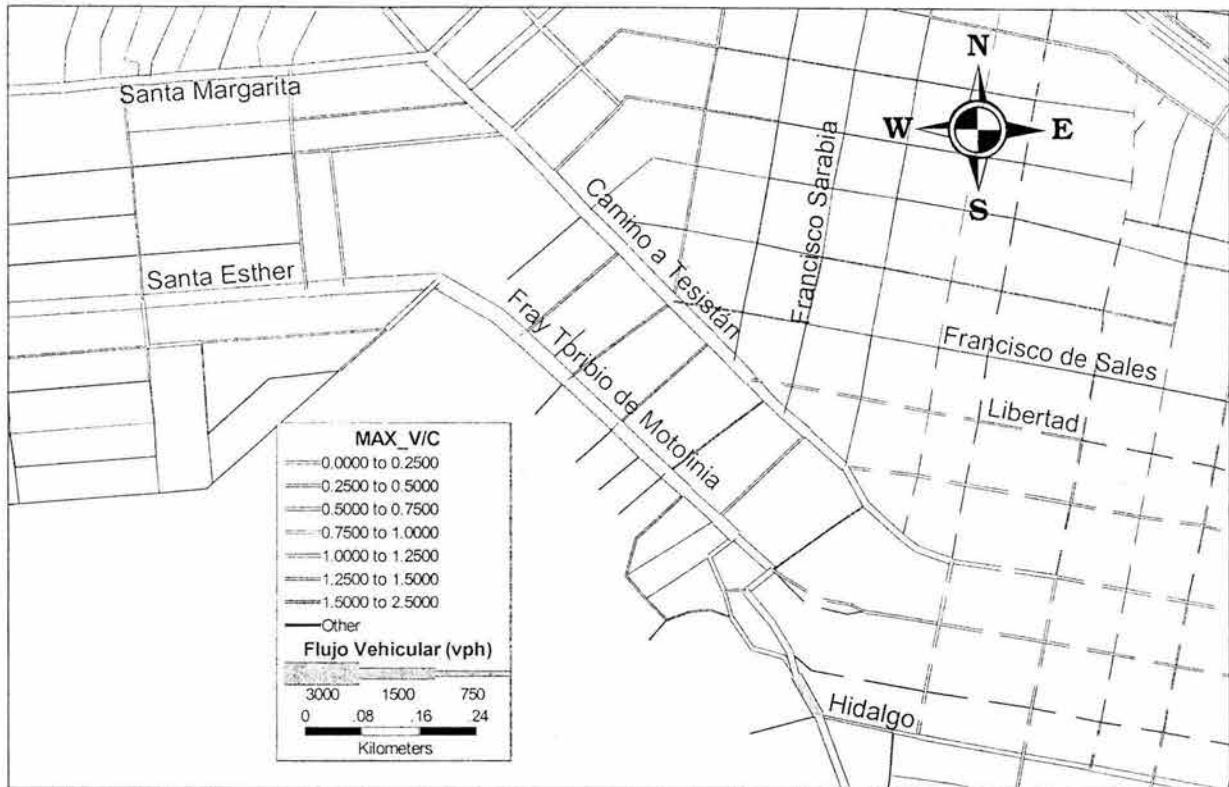 N
W E
S
Santa Margarita
Camino a Tesistán
Francisco Sarabia
Santa Esther
Fray Tpribio de Motolinia
Francisco de Sales
Libertad
Hidalgo
MAX_V/C
0.0000 to 0.2500
0.2500 to 0.5000
0.5000 to 0.7500
0.7500 to 1.0000
1.0000 to 1.2500
1.2500 to 1.5000
1.5000 to 2.5000
Other
Flujo Vehicular (vph)
3000 1500 750
0 .08 .16 .24
Kilometers